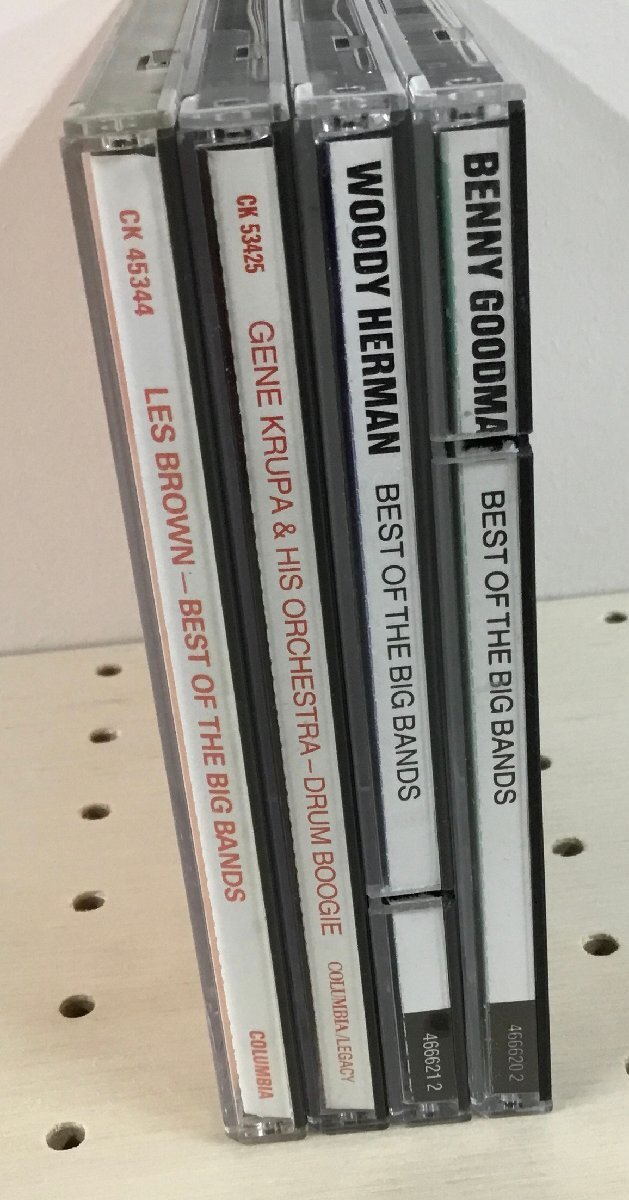 CK 45344 LES BROWN – BEST OF THE BIG BANDS COLUMBIA
CK 53425 GENE KRUPA & HIS ORCHESTRA – DRUM BOOGIE COLUMBIA/LEGACY
WOODY HERMAN BEST OF THE BIG BANDS 466621 2
BENNY GOODMA BEST OF THE BIG BANDS 466620 2